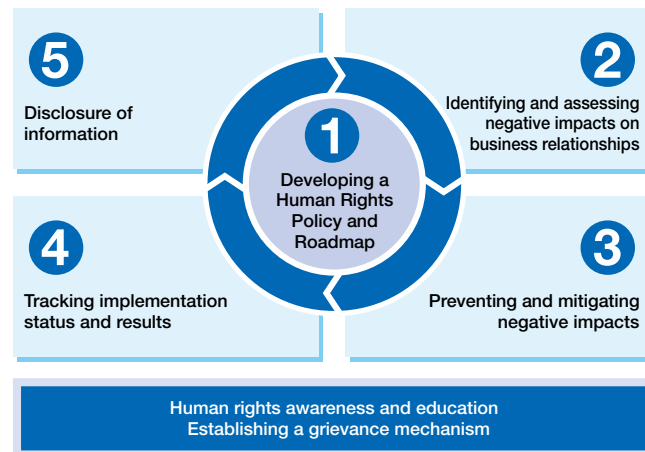 5
Disclosure of
information
2
Identifying and assessing
negative impacts on
business relationships
1
Developing a
Human Rights
Policy and
Roadmap
4
Tracking implementation
status and results
3
Preventing and mitigating
negative impacts
Human rights awareness and education
Establishing a grievance mechanism